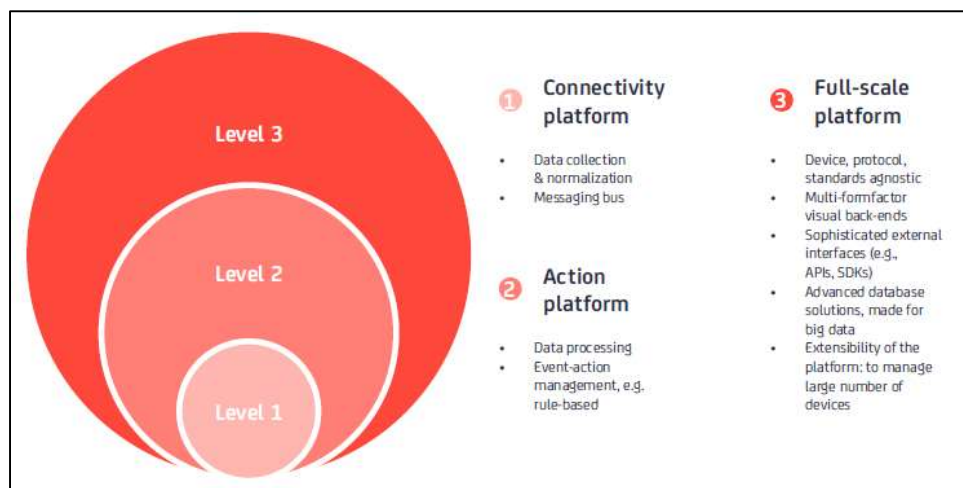 Level 3
Level 2
Level 1
1 Connectivity
platform
• Data collection
& normalization
• Messaging bus
2 Action
platform
• Data processing
• Event-action
management, e.g.
rule-based
3 Full-scale
platform
• Device, protocol,
standards agnostic
• Multi-formfactor
visual back-ends
• Sophisticated external
interfaces (e.g.,
APIs, SDKs)
• Advanced database
solutions, made for
big data
• Extensibility of the
platform: to manage
large number of
devices